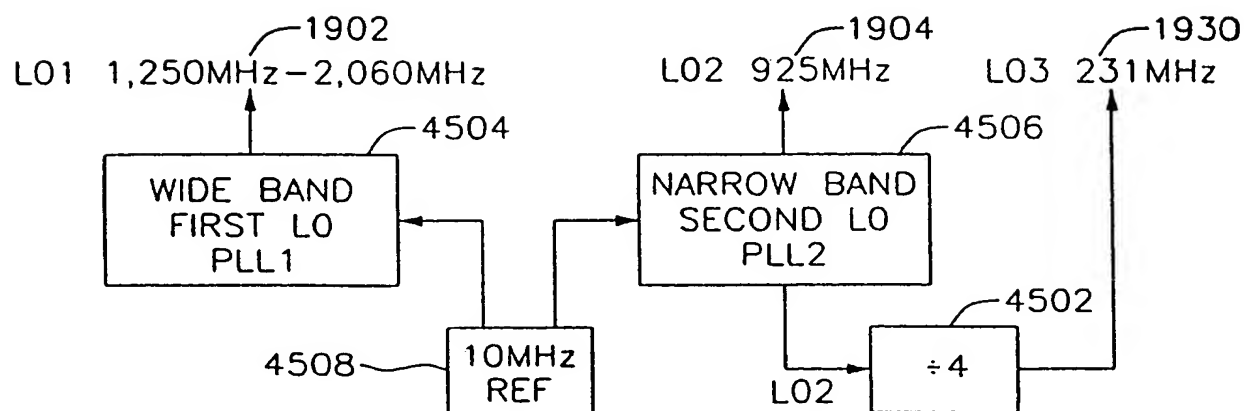 1902
1904
1930
LO1 1,250MHz-2,060MHz
LO2 925MHz
LO3 231MHz
4504
4506
WIDE BAND
FIRST LO
PLL1
NARROW BAND
SECOND LO
PLL2
4502
4508
10MHz
REF
LO2
÷4